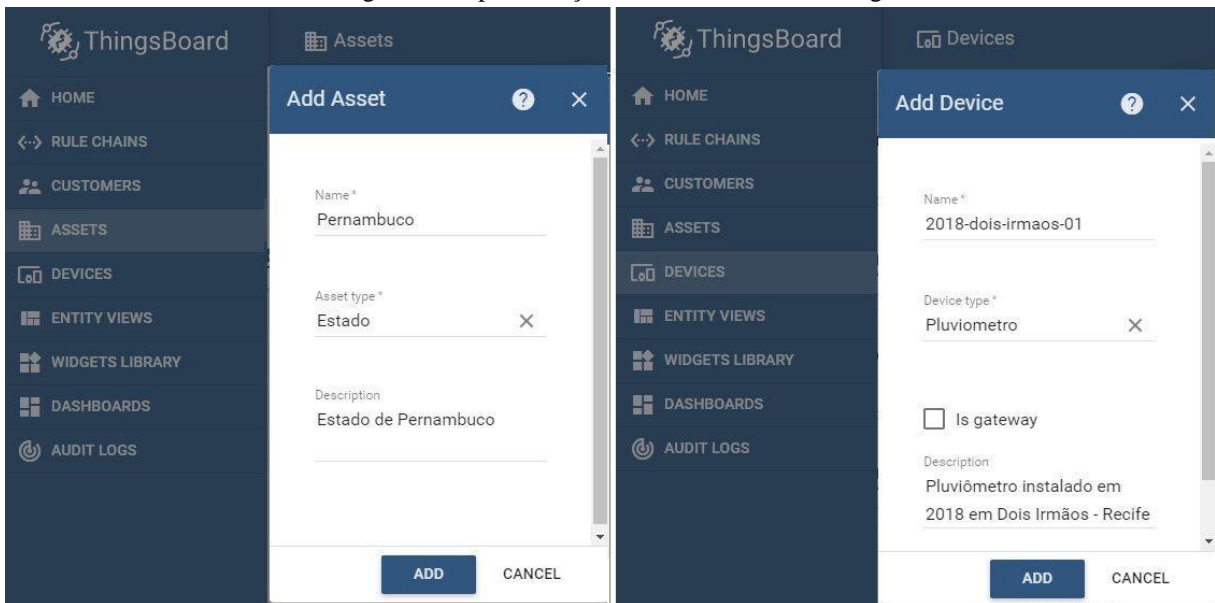 ThingsBoard
Assets
HOME
RULE CHAINS
CUSTOMERS
ASSETS
DEVICES
ENTITY VIEWS
WIDGETS LIBRARY
DASHBOARDS
AUDIT LOGS
Add Asset
Name *
Pernambuco
Asset type *
Estado
Description
Estado de Pernambuco
ADD CANCEL
ThingsBoard
Devices
HOME
RULE CHAINS
CUSTOMERS
ASSETS
DEVICES
ENTITY VIEWS
WIDGETS LIBRARY
DASHBOARDS
AUDIT LOGS
Add Device
Name *
2018-dois-irmaos-01
Device type *
Pluviometro
Is gateway
Description
Pluviômetro instalado em
2018 em Dois Irmãos - Recife
ADD CANCEL